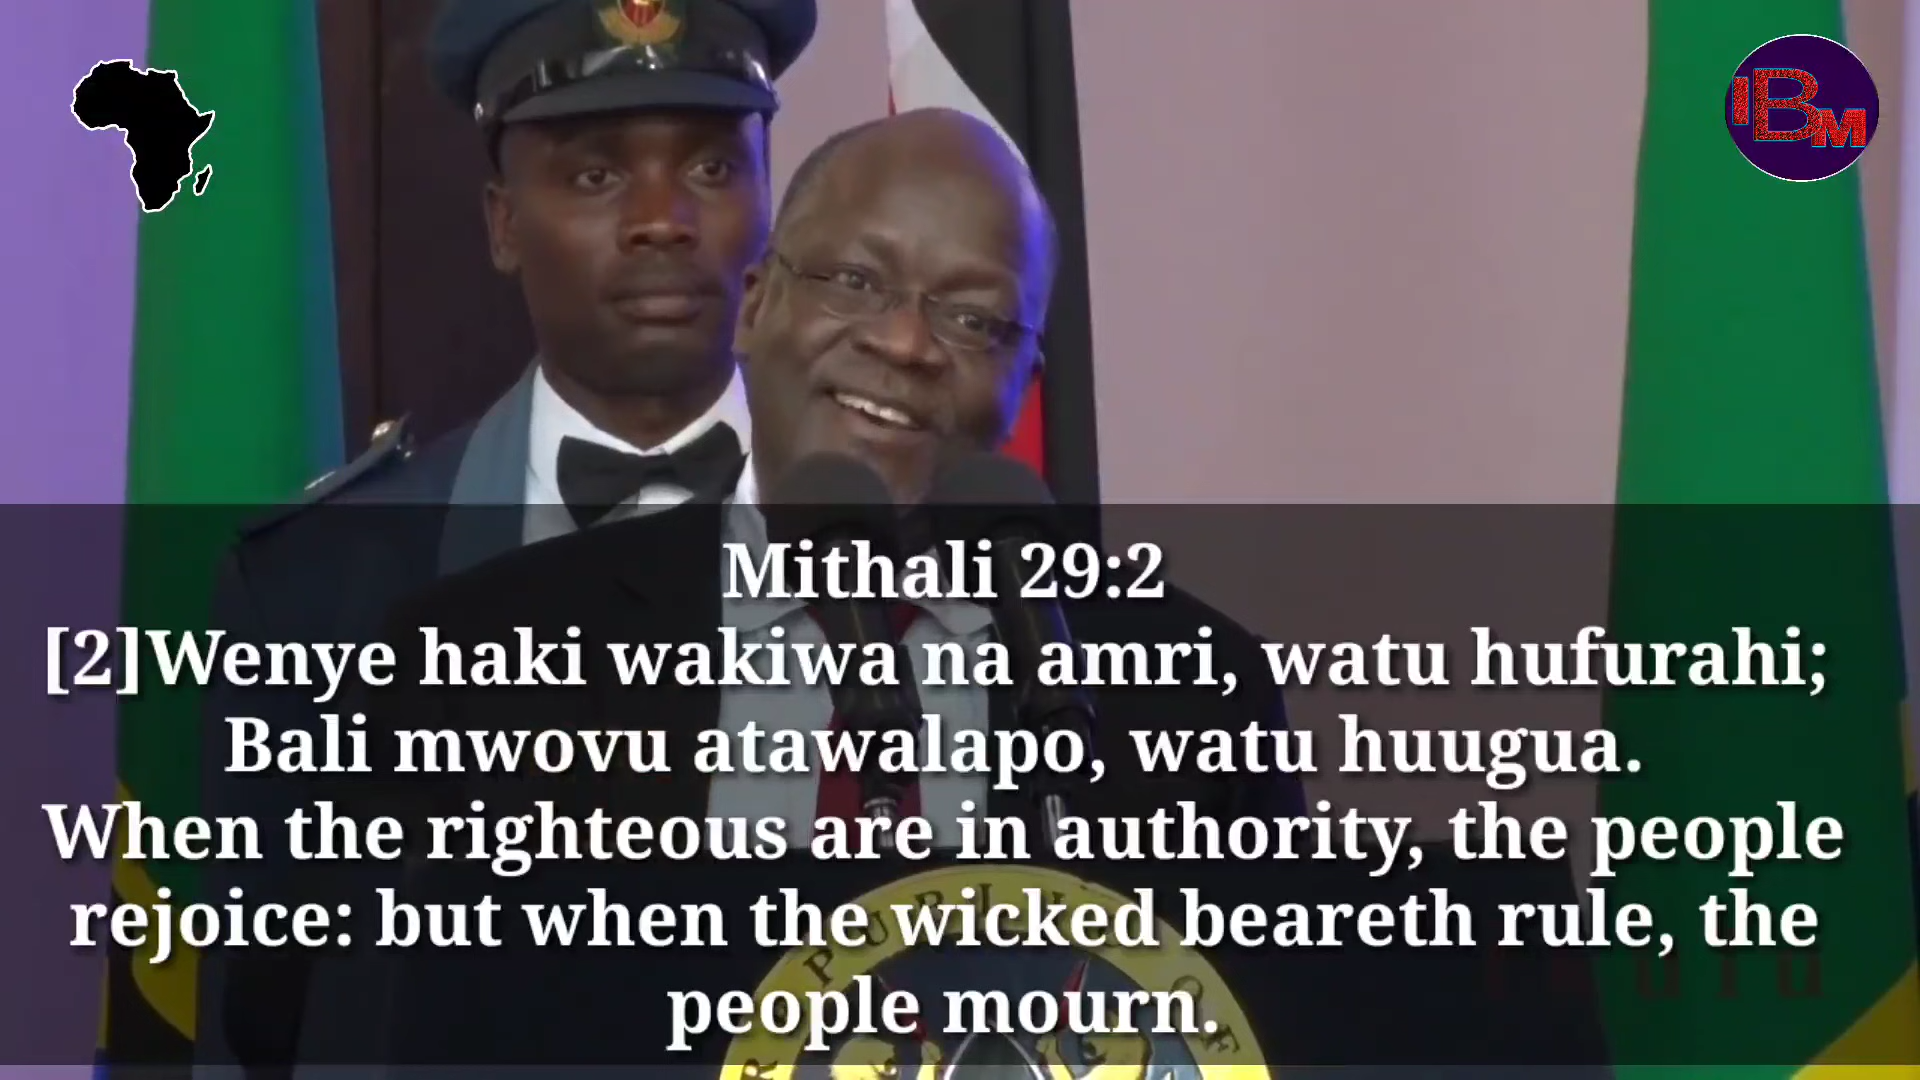 IBM
Mithali 29:2
[2]Wenye haki wakiwa na amri, watu hufurahi;
Bali mwovu atawalapo, watu huugua.
When the righteous are in authority, the people
rejoice: but when the wicked beareth rule, the
people mourn.